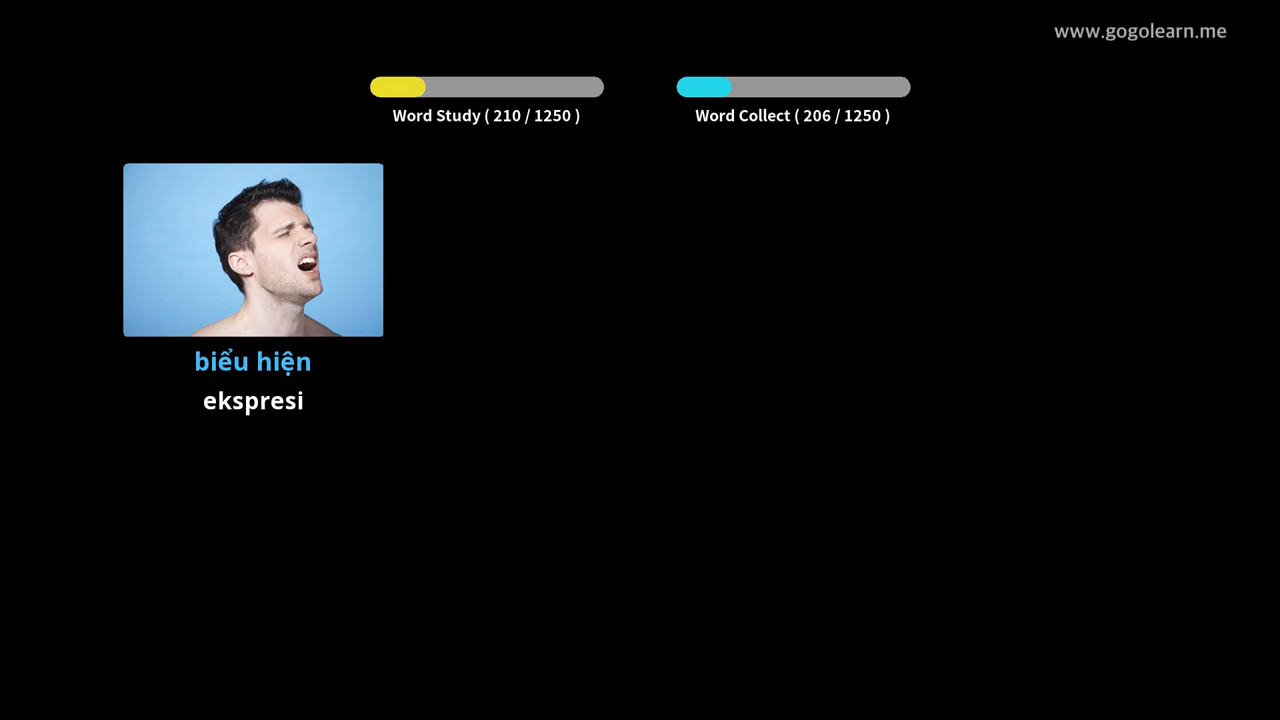 www.gogolearn.me
Word Study ( 210 / 1250 )
Word Collect ( 206 / 1250 )
biểu hiện
ekspresi